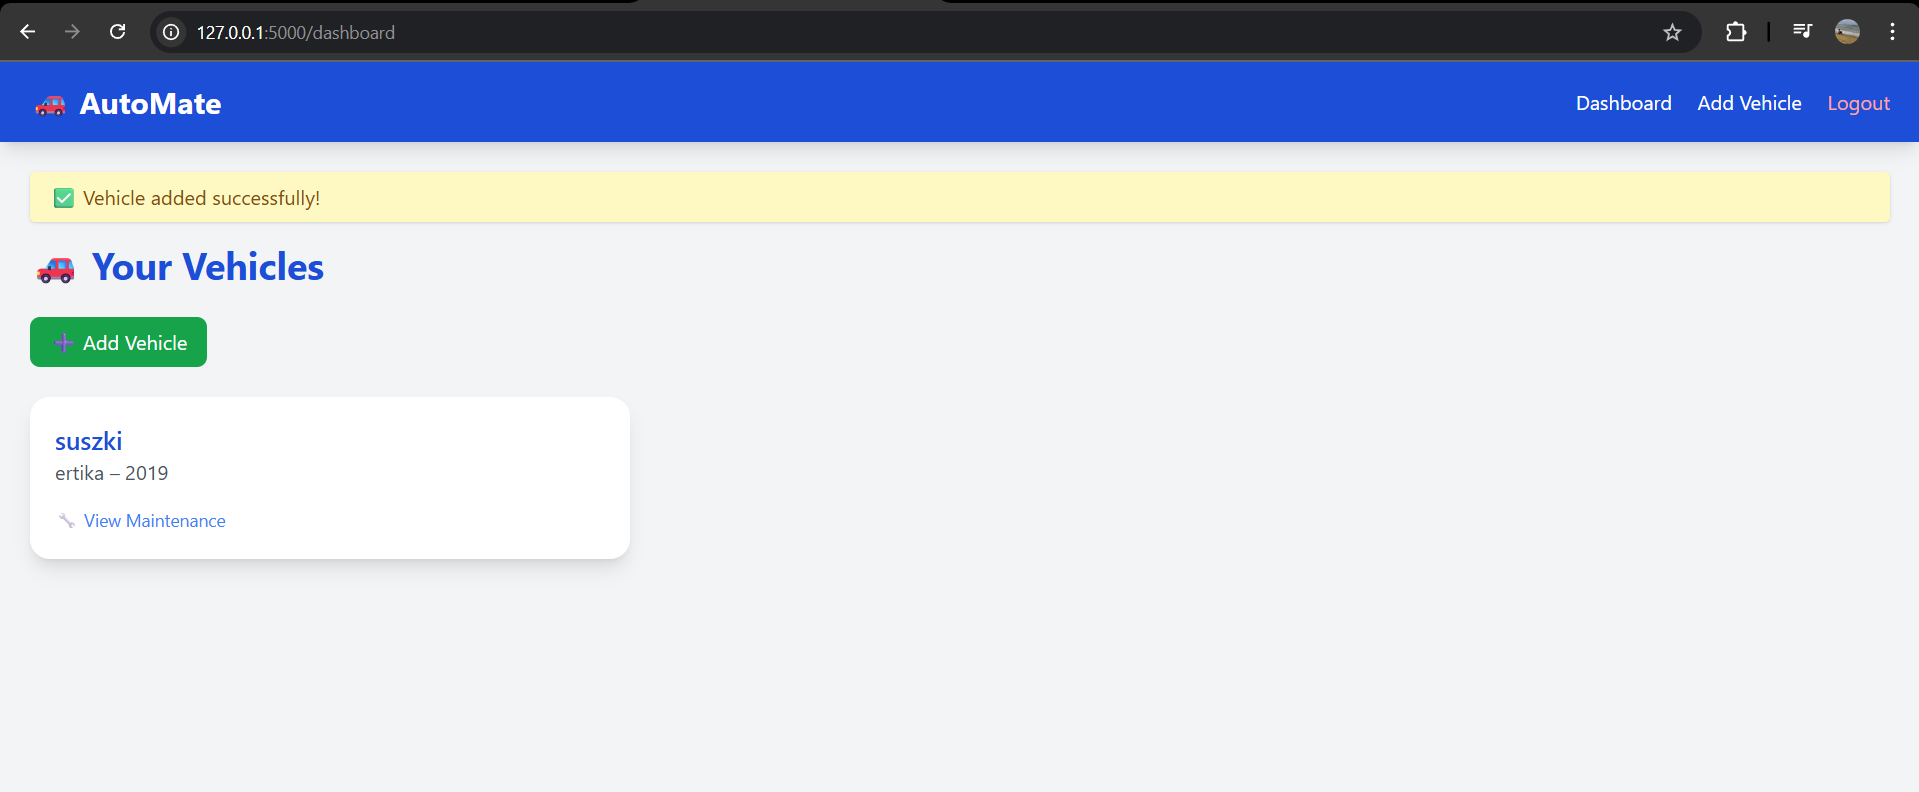 127.0.0.1:5000/dashboard
AutoMate
Dashboard Add Vehicle Logout
Vehicle added successfully!
Your Vehicles
Add Vehicle
suszki
ertika – 2019
View Maintenance